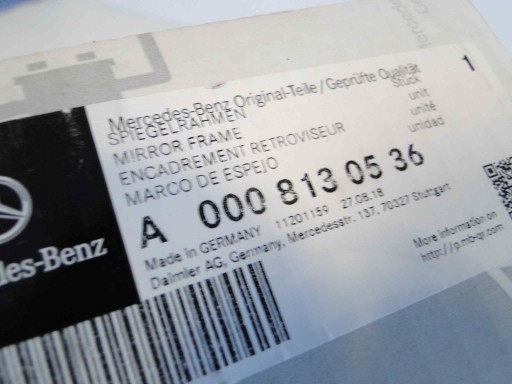 Mercedes-Benz Original-Teile/Geprüfte Qualität
SPIEGELRAHMEN Stück 1
MIRROR FRAME unit
ENCADREMENT RETROVISEUR unité
MARCO DE ESPEJO unidad
A 000 813 05 36
Made in GERMANY 11201159 27.08.18
Daimler AG, Germany, Mercedesstr. 137, 70327 Stuttgart
des-Benz
More Information on
http://p.mb-qr.com